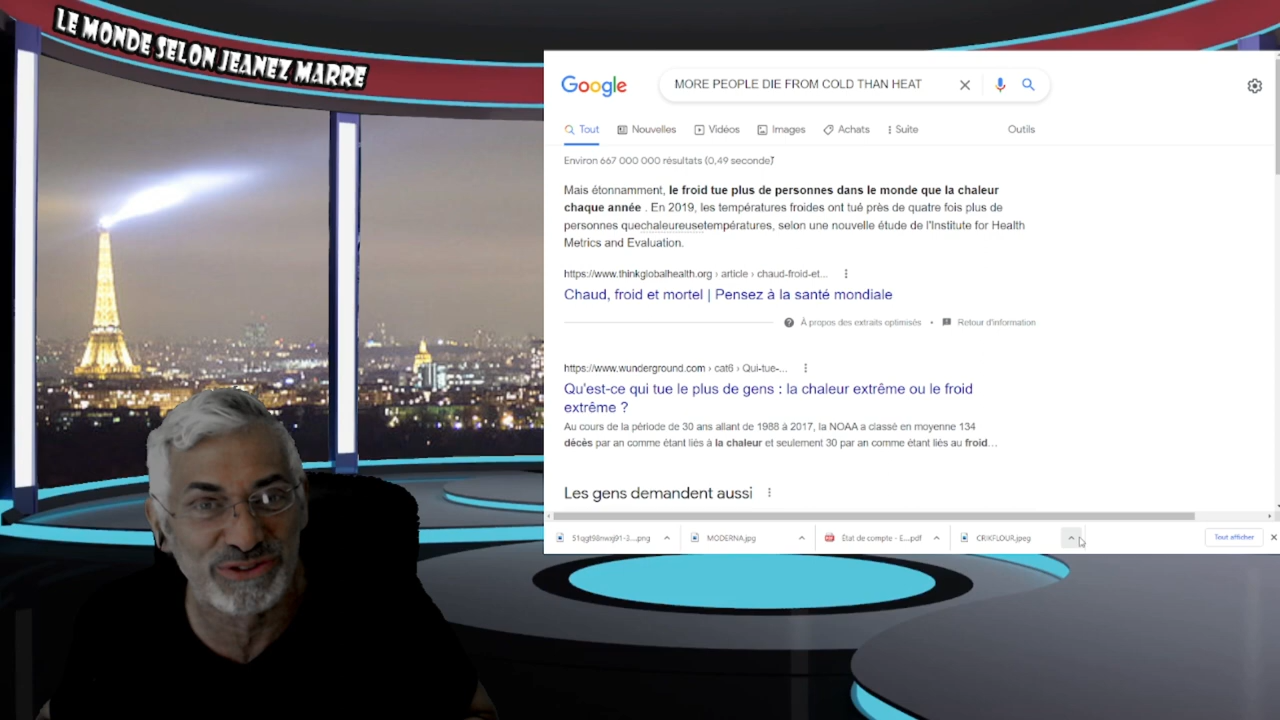 LE MONDE SELON JEANEZ MARRE
Google
MORE PEOPLE DIE FROM COLD THAN HEAT
Tout Nouvelles Vidéos Images Achats Suite Outils
Environ 667 000 000 résultats (0,49 seconde)
Mais étonnamment, le froid tue plus de personnes dans le monde que la chaleur
chaque année . En 2019, les températures froides ont tué près de quatre fois plus de
personnes quechaleureusetempératures, selon une nouvelle étude de l'Institute for Health
Metrics and Evaluation.
https://www.thinkglobalhealth.org › article › chaud-froid-et...
Chaud, froid et mortel | Pensez à la santé mondiale
À propos des extraits optimisés • Retour d'information
https://www.wunderground.com › cat6 › Qui-tue-...
Qu'est-ce qui tue le plus de gens : la chaleur extrême ou le froid
extrême ?
Au cours de la période de 30 ans allant de 1988 à 2017, la NOAA a classé en moyenne 134
décès par an comme étant liés à la chaleur et seulement 30 par an comme étant liés au froid...
Les gens demandent aussi
MODERNA.jpg État de compte - E....pdf CRIKFLOUR.jpeg Tout afficher